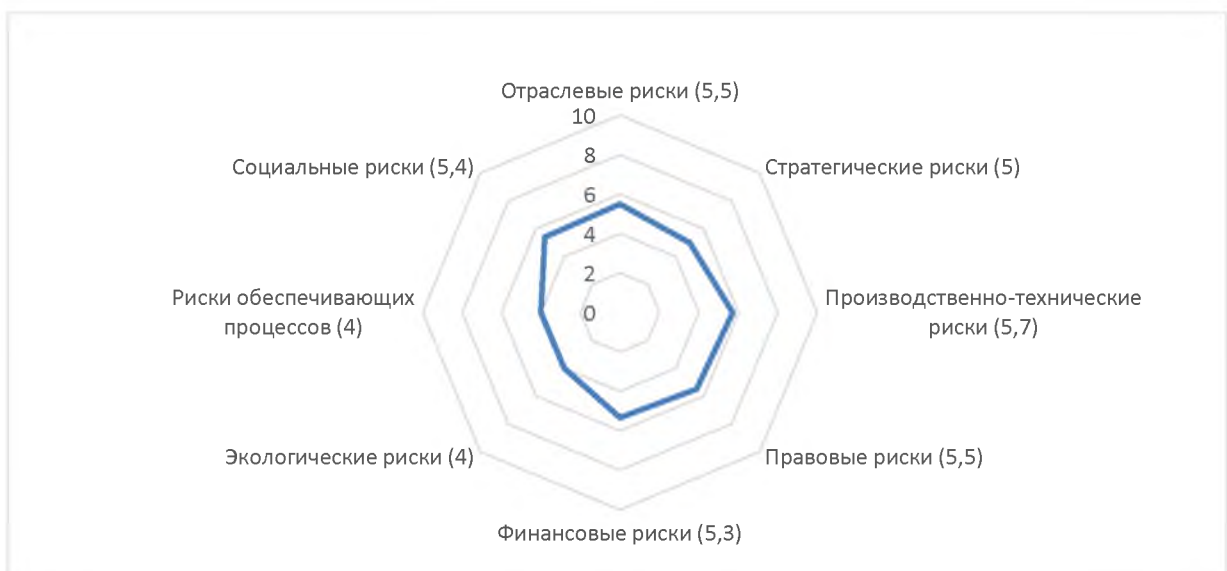 Отраслевые риски (5,5)
10
Социальные риски (5,4)
8
Стратегические риски (5)
6
4
2
Риски обеспечивающих
процессов (4)
0
Производственно-технические
риски (5,7)
Экологические риски (4)
Правовые риски (5,5)
Финансовые риски (5,3)